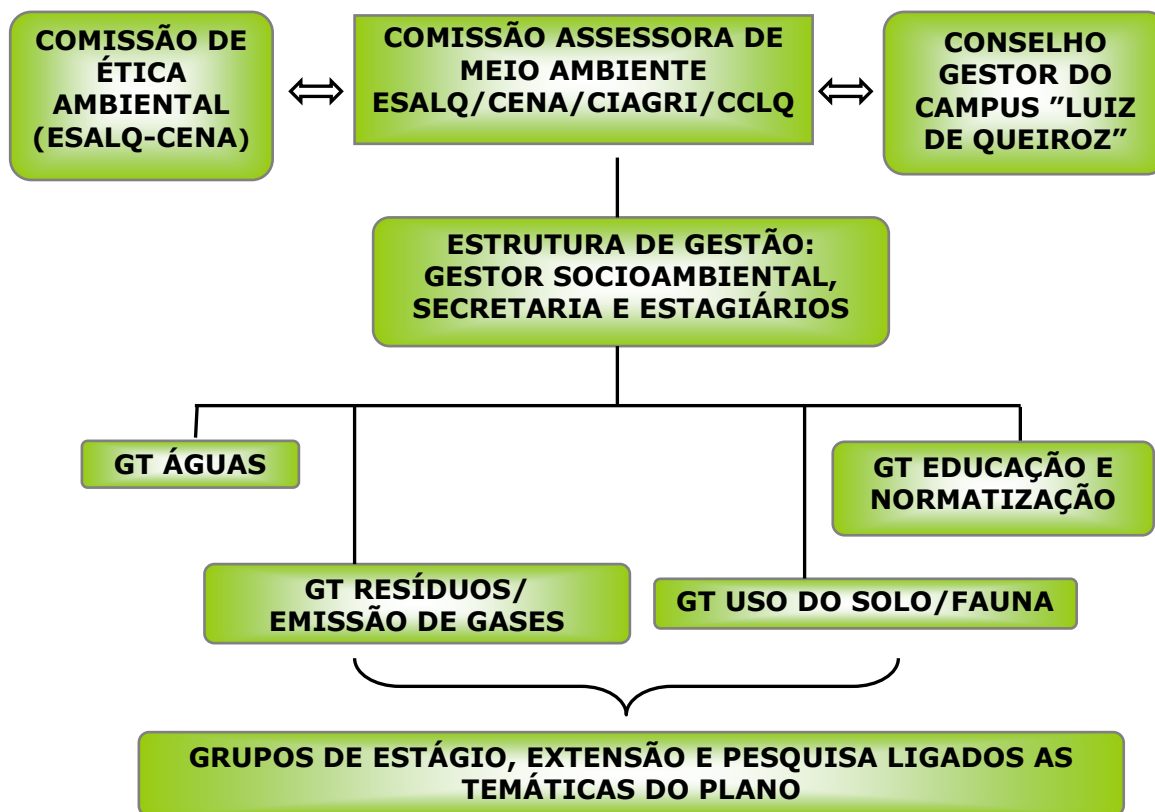 COMISSÃO DE
ÉTICA
AMBIENTAL
(ESALQ-CENA)
COMISSÃO ASSESSORA DE
MEIO AMBIENTE
ESALQ/CENA/CIAGRI/CCLQ
CONSELHO
GESTOR DO
CAMPUS ”LUIZ
DE QUEIROZ”
ESTRUTURA DE GESTÃO:
GESTOR SOCIOAMBIENTAL,
SECRETARIA E ESTAGIÁRIOS
GT ÁGUAS
GT EDUCAÇÃO E
NORMATIZAÇÃO
GT RESÍDUOS/
EMISSÃO DE GASES
GT USO DO SOLO/FAUNA
GRUPOS DE ESTÁGIO, EXTENSÃO E PESQUISA LIGADOS AS
TEMÁTICAS DO PLANO